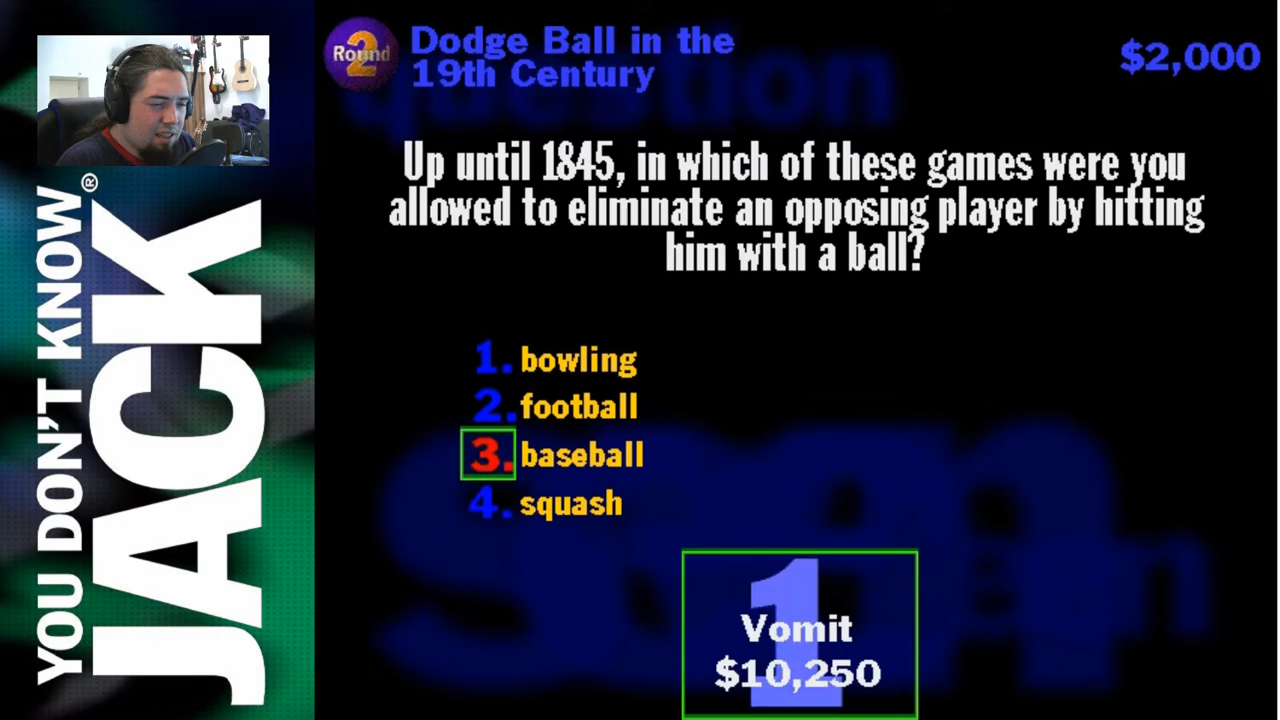 YOU DON'T KNOW
JACK®
Round 2
Dodge Ball in the
19th Century
$2,000
question
Up until 1845, in which of these games were you
allowed to eliminate an opposing player by hitting
him with a ball?
1. bowling
2. football
3. baseball
4. squash
1
Vomit
$10,250